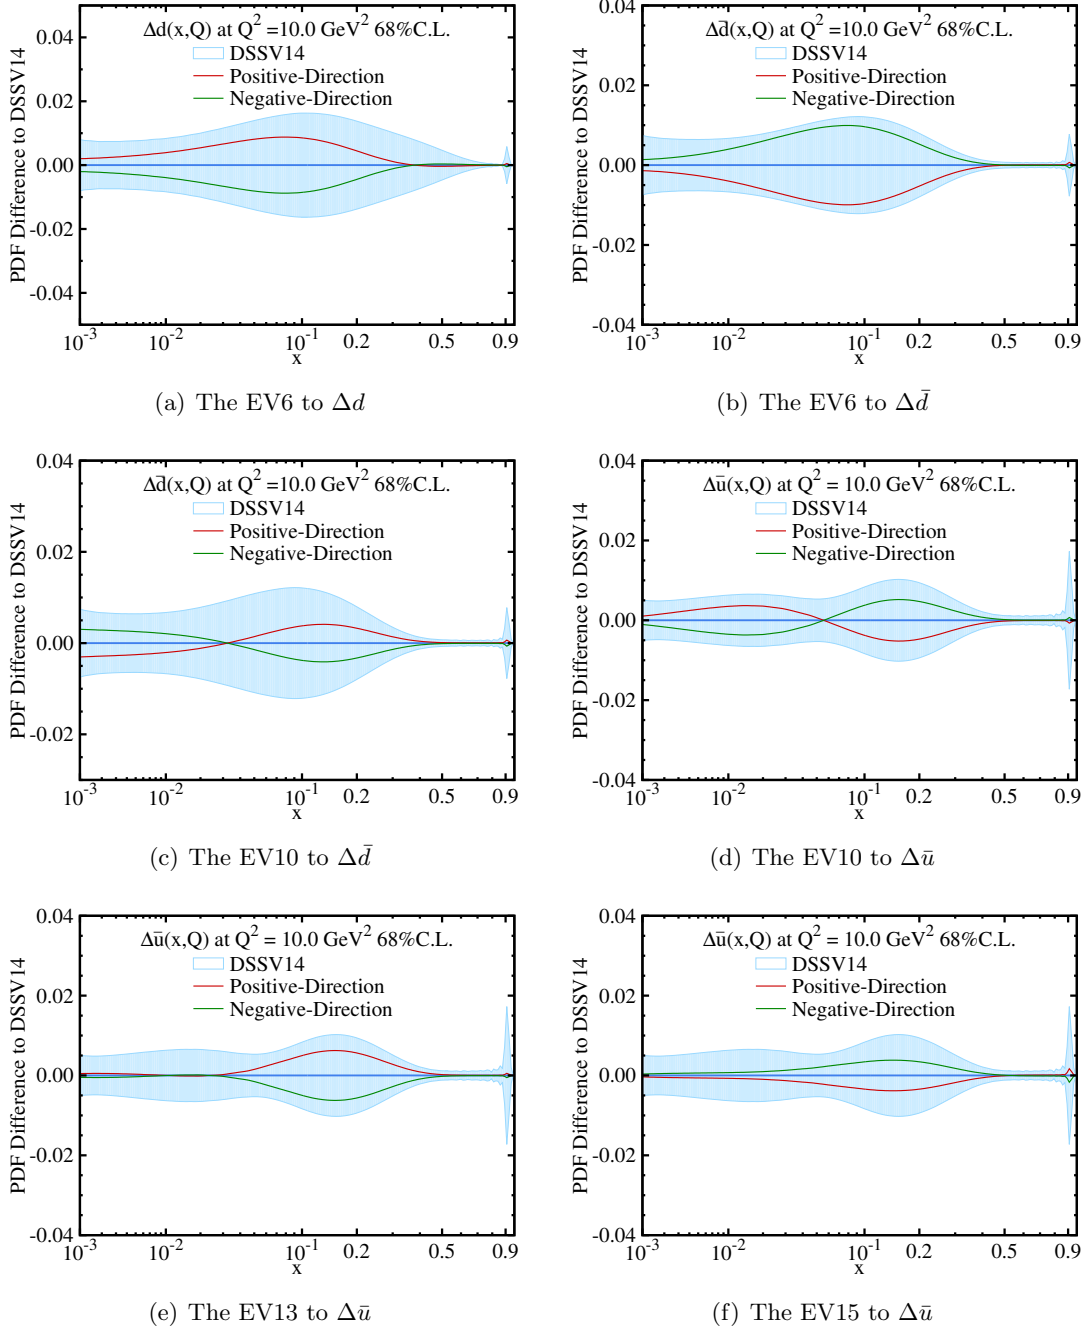 Δd(x,Q) at Q² =10.0 GeV² 68%C.L.
DSSV14
Positive-Direction
Negative-Direction
PDF Difference to DSSV14
0.04
0.02
0.00
-0.02
-0.04
10⁻³ 10⁻² 10⁻¹ 0.2 0.5 0.9
x
(a) The EV6 to Δd
Δd̄(x,Q) at Q² =10.0 GeV² 68%C.L.
DSSV14
Positive-Direction
Negative-Direction
PDF Difference to DSSV14
0.04
0.02
0.00
-0.02
-0.04
10⁻³ 10⁻² 10⁻¹ 0.2 0.5 0.9
x
(b) The EV6 to Δd̄
Δd̄(x,Q) at Q² =10.0 GeV² 68%C.L.
DSSV14
Positive-Direction
Negative-Direction
PDF Difference to DSSV14
0.04
0.02
0.00
-0.02
10⁻³ 10⁻² 10⁻¹ 0.2 0.5 0.9
x
(c) The EV10 to Δd̄
Δū(x,Q) at Q² = 10.0 GeV² 68%C.L.
DSSV14
Positive-Direction
Negative-Direction
PDF Difference to DSSV14
0.04
0.02
0.00
-0.02
-0.04
10⁻³ 10⁻² 10⁻¹ 0.2 0.5 0.9
x
(d) The EV10 to Δū
Δū(x,Q) at Q² = 10.0 GeV² 68%C.L.
DSSV14
Positive-Direction
Negative-Direction
PDF Difference to DSSV14
0.04
0.02
0.00
-0.02
-0.04
10⁻³ 10⁻² 10⁻¹ 0.2 0.5 0.9
x
(e) The EV13 to Δū
Δū(x,Q) at Q² = 10.0 GeV² 68%C.L.
DSSV14
Positive-Direction
Negative-Direction
PDF Difference to DSSV14
0.04
0.02
0.00
-0.02
-0.04
10⁻³ 10⁻² 10⁻¹ 0.2 0.5 0.9
x
(f) The EV15 to Δū